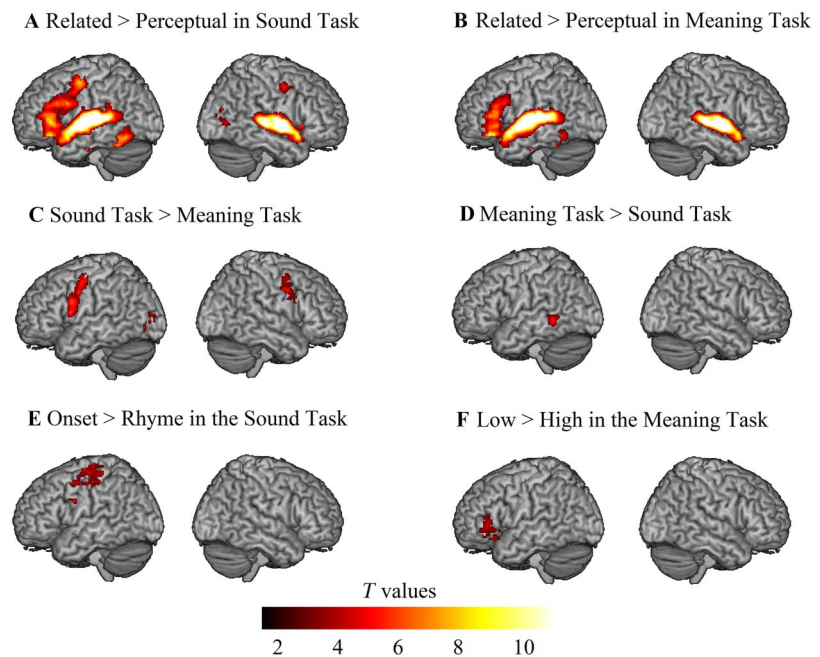 A Related > Perceptual in Sound Task
B Related > Perceptual in Meaning Task
C Sound Task > Meaning Task
D Meaning Task > Sound Task
E Onset > Rhyme in the Sound Task
F Low > High in the Meaning Task
T values
2 4 6 8 10